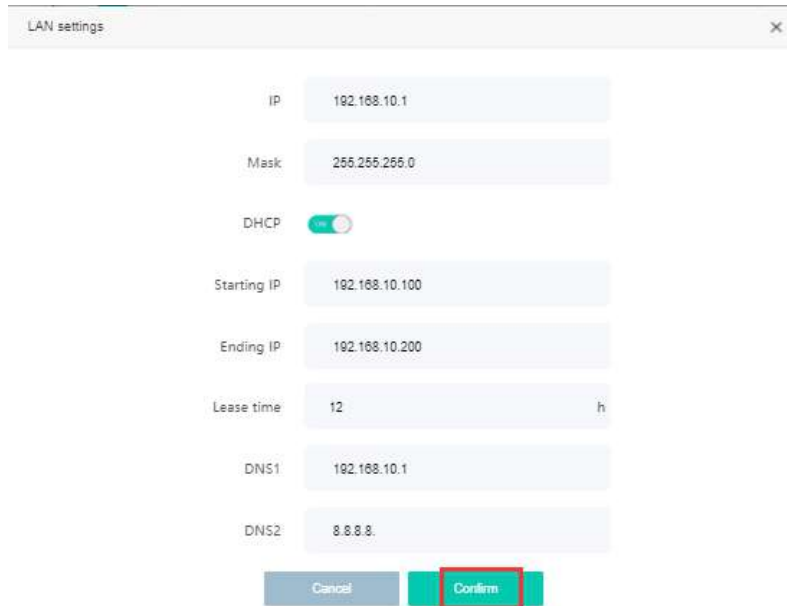 LAN settings
IP 192.168.10.1
Mask 255.255.255.0
DHCP ON
Starting IP 192.168.10.100
Ending IP 192.168.10.200
Lease time 12 h
DNS1 192.168.10.1
DNS2 8.8.8.8.
Cancel Confirm